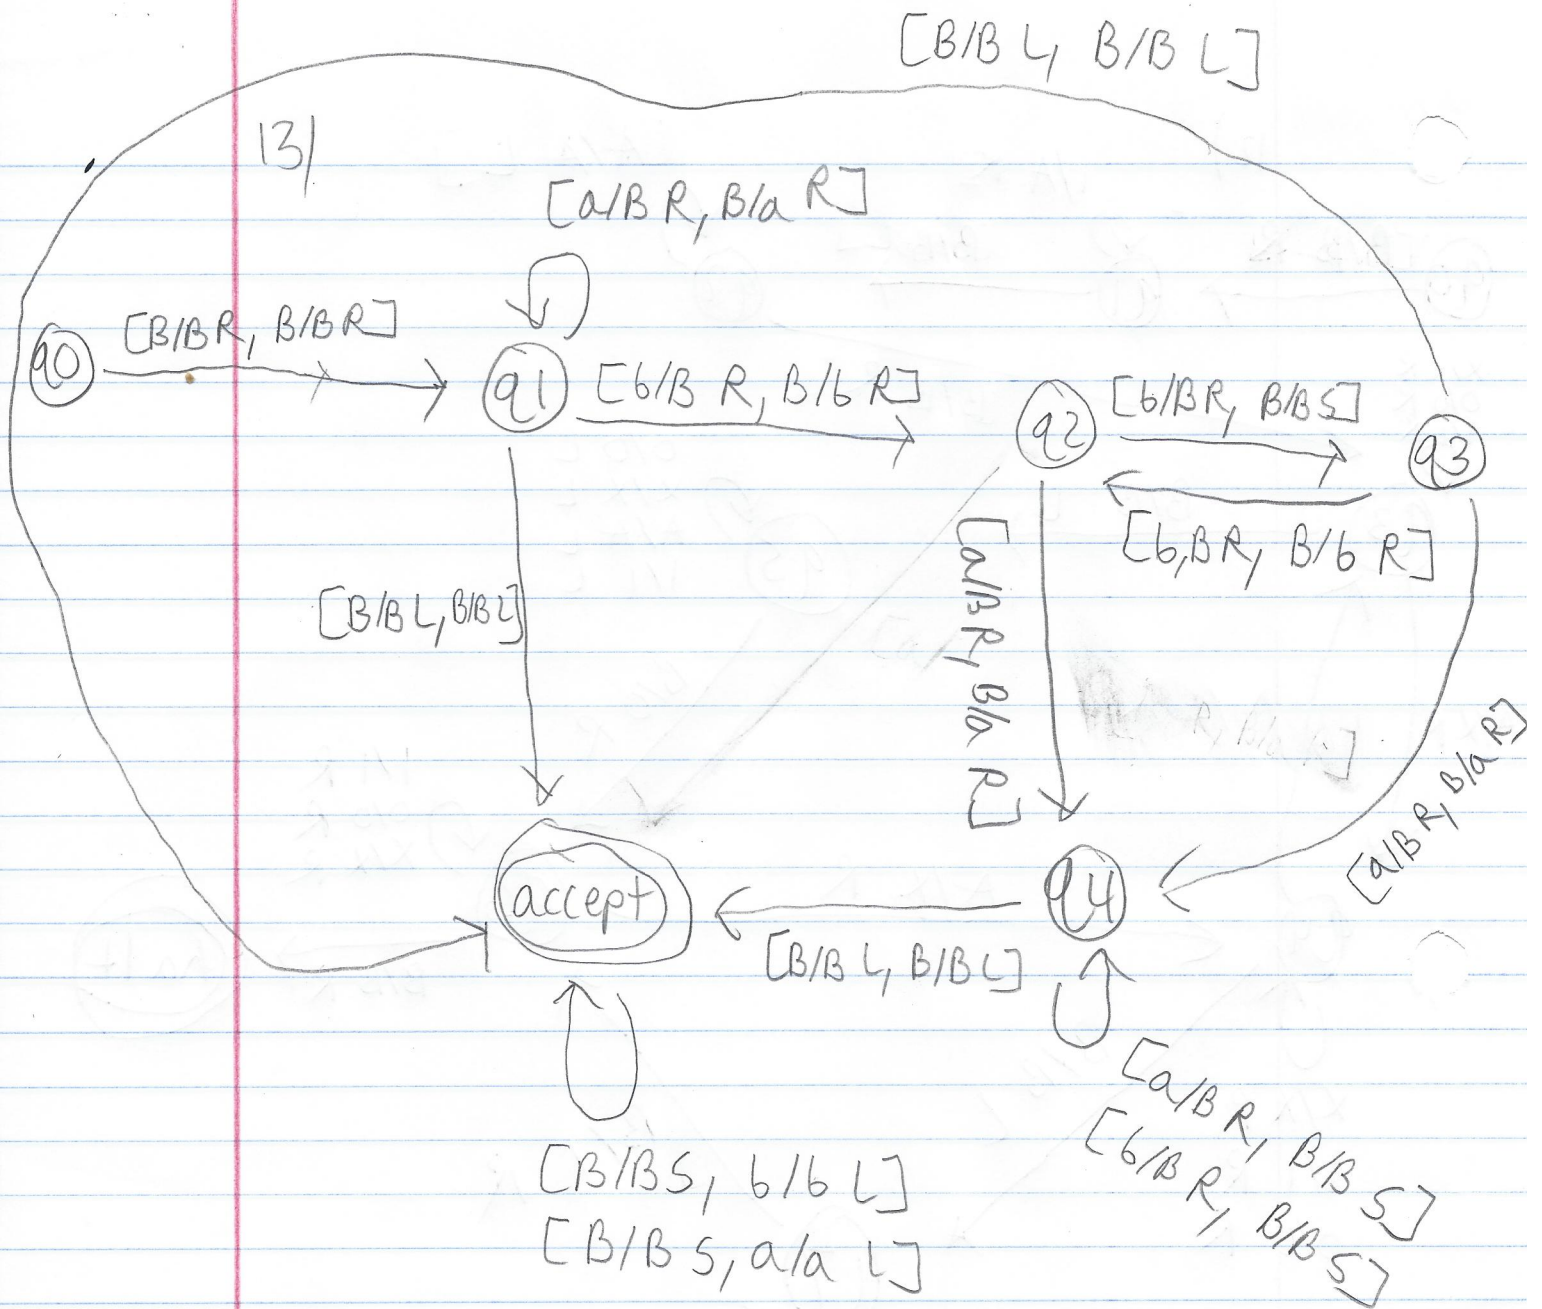 [B/B L, B/B L]
13/
[a/B R, B/a R]
[B/B R, B/B R]
q0
q1
[b/B R, B/b R]
q2
[b/B R, B/B S]
q3
[b,B R, B/b R]
[B/B L, B/B L]
[a/B R, B/a R]
[a/B R, B/a R]
accept
q4
[B/B L, B/B L]
[a/B R, B/B S]
[b/B R, B/B S]
[B/B S, b/b L]
[B/B S, a/a L]